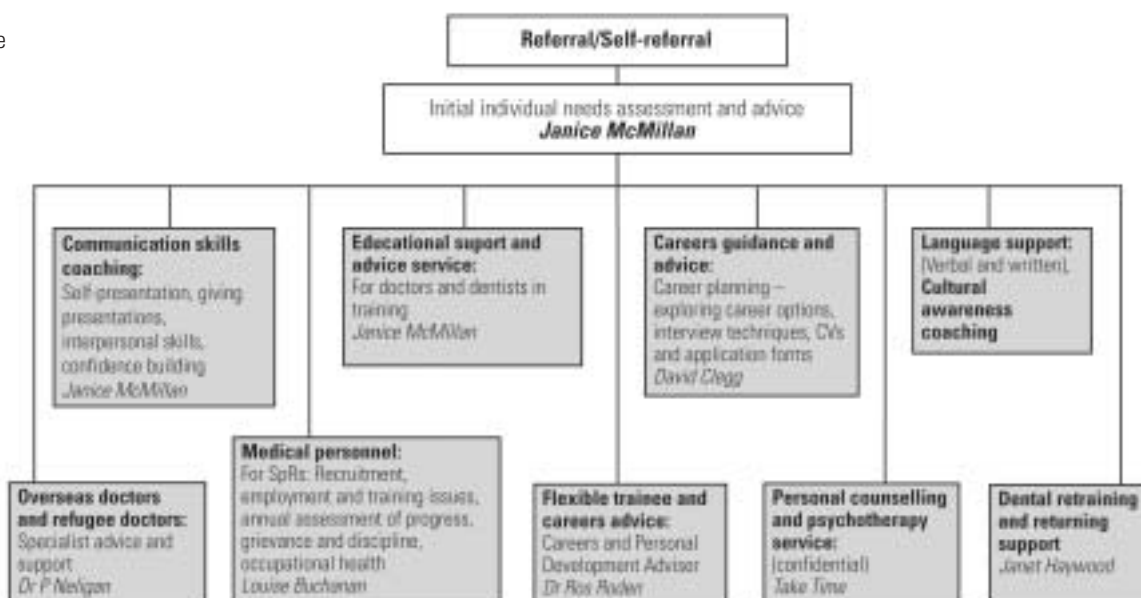 e
Referral/Self-referral
Initial individual needs assessment and advice
Janice McMillan
Communication skills
coaching:
Self-presentation, giving
presentations,
interpersonal skills,
confidence building
Janice McMillan
Educational suport and
advice service:
For doctors and dentists in
training
Janice McMillan
Careers guidance and
advice:
Career planning –
exploring career options,
interview techniques, CVs
and application forms
David Clegg
Language support:
(Verbal and written),
Cultural
awareness
coaching
Overseas doctors
and refugee doctors:
Specialist advice and
support
Dr P Neligan
Medical personnel:
For SpRs: Recruitment,
employment and training issues,
annual assessment of progress,
grievance and discipline,
occupational health
Louise Buchanan
Flexible trainee and
careers advice:
Careers and Personal
Development Adviser
Dr Ros Roden
Personal counselling
and psychotherapy
service:
(confidential)
Take Time
Dental retraining
and returning
support
Janet Haywood